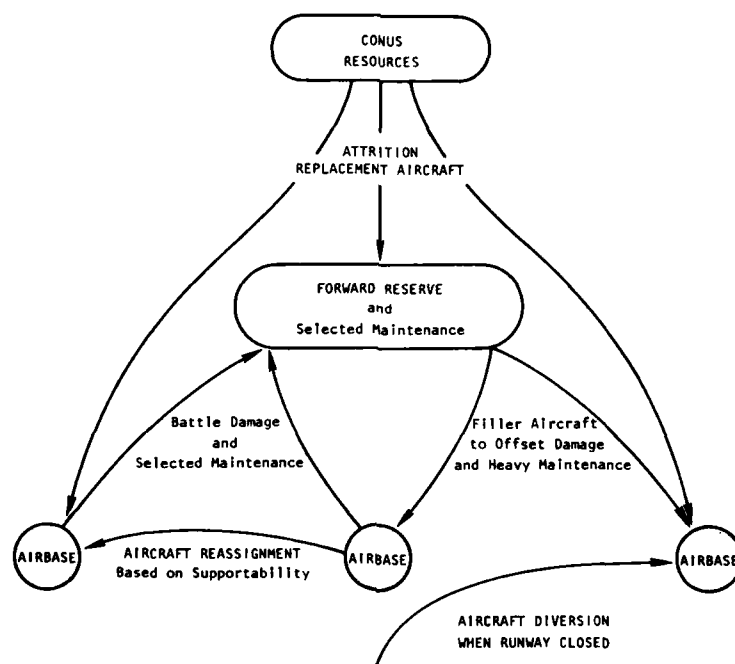 CONUS
RESOURCES
ATTRITION
REPLACEMENT AIRCRAFT
FORWARD RESERVE
and
Selected Maintenance
Battle Damage
and
Selected Maintenance
Filler Aircraft
to Offset Damage
and Heavy Maintenance
AIRBASE
AIRCRAFT REASSIGNMENT
Based on Supportability
AIRBASE
AIRBASE
AIRCRAFT DIVERSION
WHEN RUNWAY CLOSED